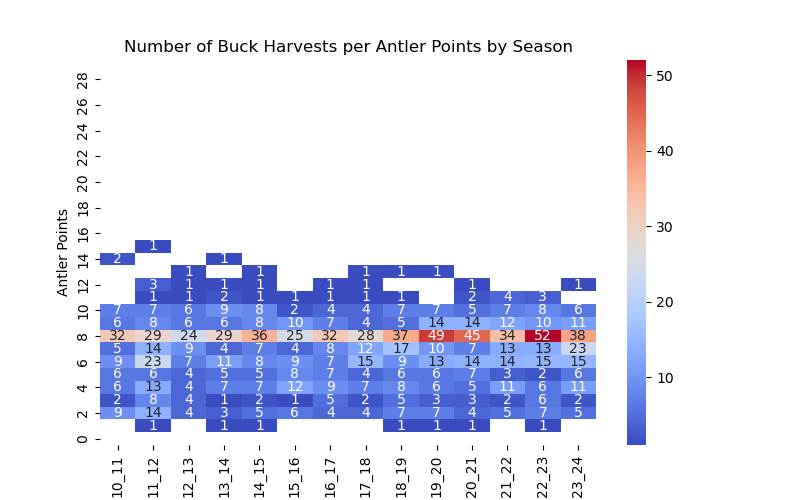 Number of Buck Harvests per Antler Points by Season
Antler Points
28
26
24
22
20
18
16
1
14 2 1
1 1 1 1 1
12 3 1 1 1 1 1 1 1
1 1 2 1 1 1 1 1 2 4 3
10 7 7 6 9 8 2 4 4 7 7 5 7 8 6
6 8 6 6 8 10 7 4 5 14 14 12 10 11
8 32 29 24 29 36 25 32 28 37 49 45 34 52 38
5 14 9 4 7 4 8 12 17 10 7 13 13 23
6 9 23 7 11 8 9 7 15 9 13 14 14 15 15
6 6 4 5 5 8 7 4 6 6 7 3 2 6
4 6 13 4 7 7 12 9 7 8 6 5 11 6 11
2 8 4 1 2 1 5 2 5 3 3 2 6 2
2 9 14 4 3 5 6 4 4 7 7 4 5 7 5
1 1 1 1 1 1 1
0
10_11 11_12 12_13 13_14 14_15 15_16 16_17 17_18 18_19 19_20 20_21 21_22 22_23 23_24
50
40
30
20
10